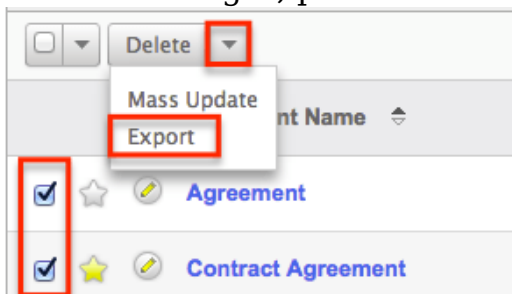 Delete
Mass Update
Export
nt Name
Agreement
Contract Agreement